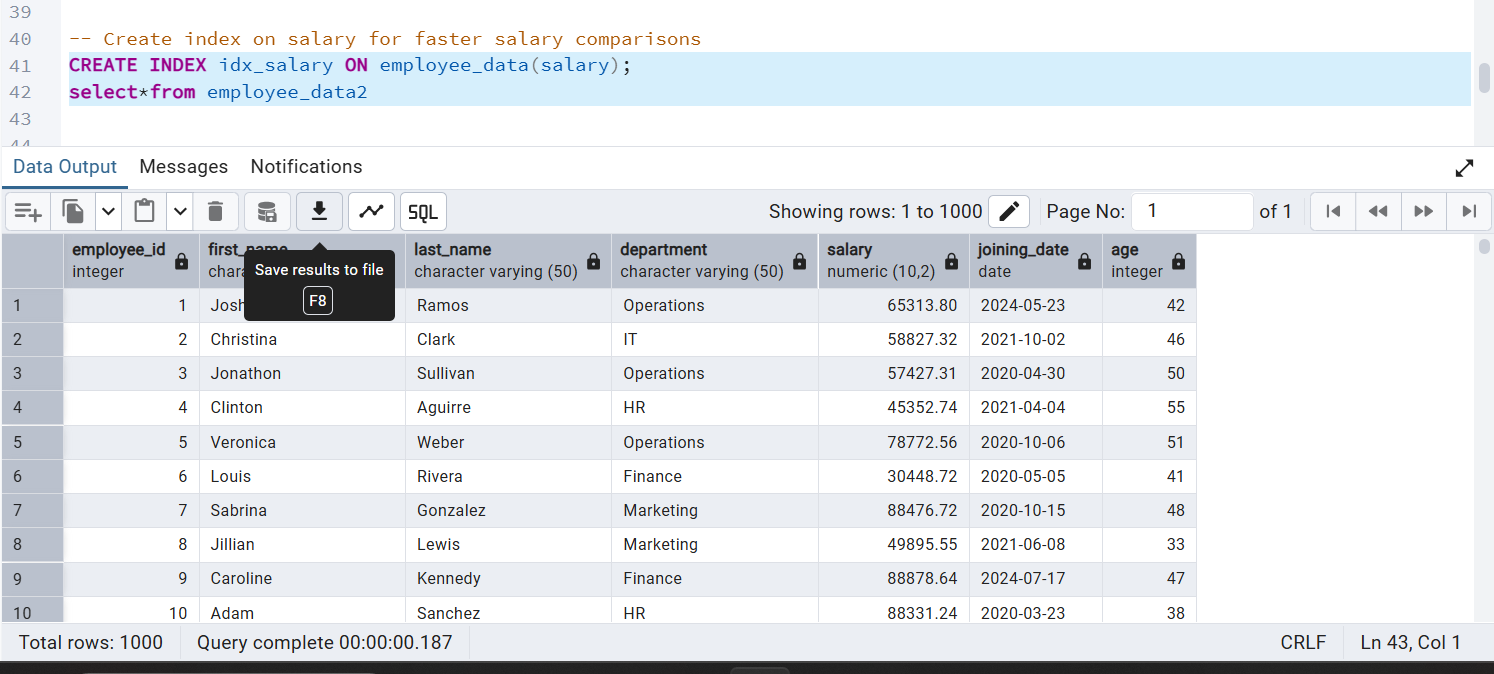 39
40 -- Create index on salary for faster salary comparisons
41 CREATE INDEX idx_salary ON employee_data(salary);
42 select*from employee_data2
43
44
Data Output Messages Notifications
SQL Showing rows: 1 to 1000 Page No: 1 of 1
employee_id first_name last_name department salary joining_date age
integer character varying (50) character varying (50) numeric (10,2) date integer
Save results to file
F8
1 1 Ramos Operations 65313.80 2024-05-23 42
2 2 Christina Clark IT 58827.32 2021-10-02 46
3 3 Jonathon Sullivan Operations 57427.31 2020-04-30 50
4 4 Clinton Aguirre HR 45352.74 2021-04-04 55
5 5 Veronica Weber Operations 78772.56 2020-10-06 51
6 6 Louis Rivera Finance 30448.72 2020-05-05 41
7 7 Sabrina Gonzalez Marketing 88476.72 2020-10-15 48
8 8 Jillian Lewis Marketing 49895.55 2021-06-08 33
9 9 Caroline Kennedy Finance 88878.64 2024-07-17 47
10 10 Adam Sanchez HR 88331.24 2020-03-23 38
Total rows: 1000 Query complete 00:00:00.187 CRLF Ln 43, Col 1